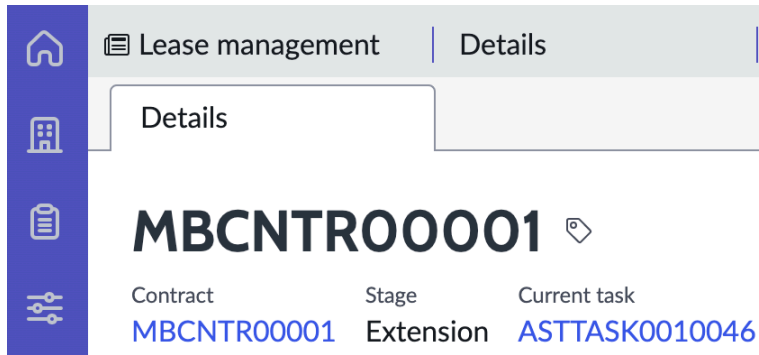 Lease management Details
Details
MBCNTR00001
Contract Stage Current task
MBCNTR00001 Extension ASTTASK0010046